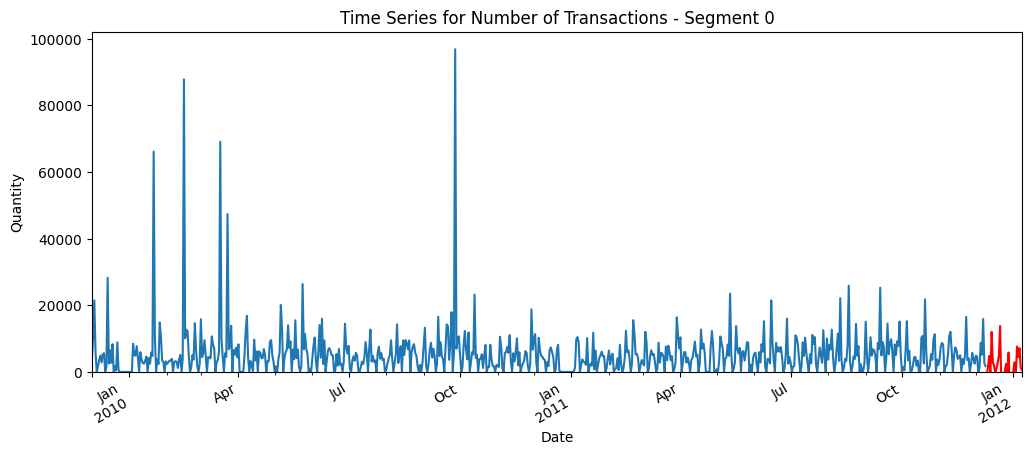 Time Series for Number of Transactions - Segment 0
100000
80000
60000
40000
20000
0
Quantity
Jan
2010
Apr
Jul
Oct
Jan
2011
Apr
Jul
Oct
Jan
2012
Date